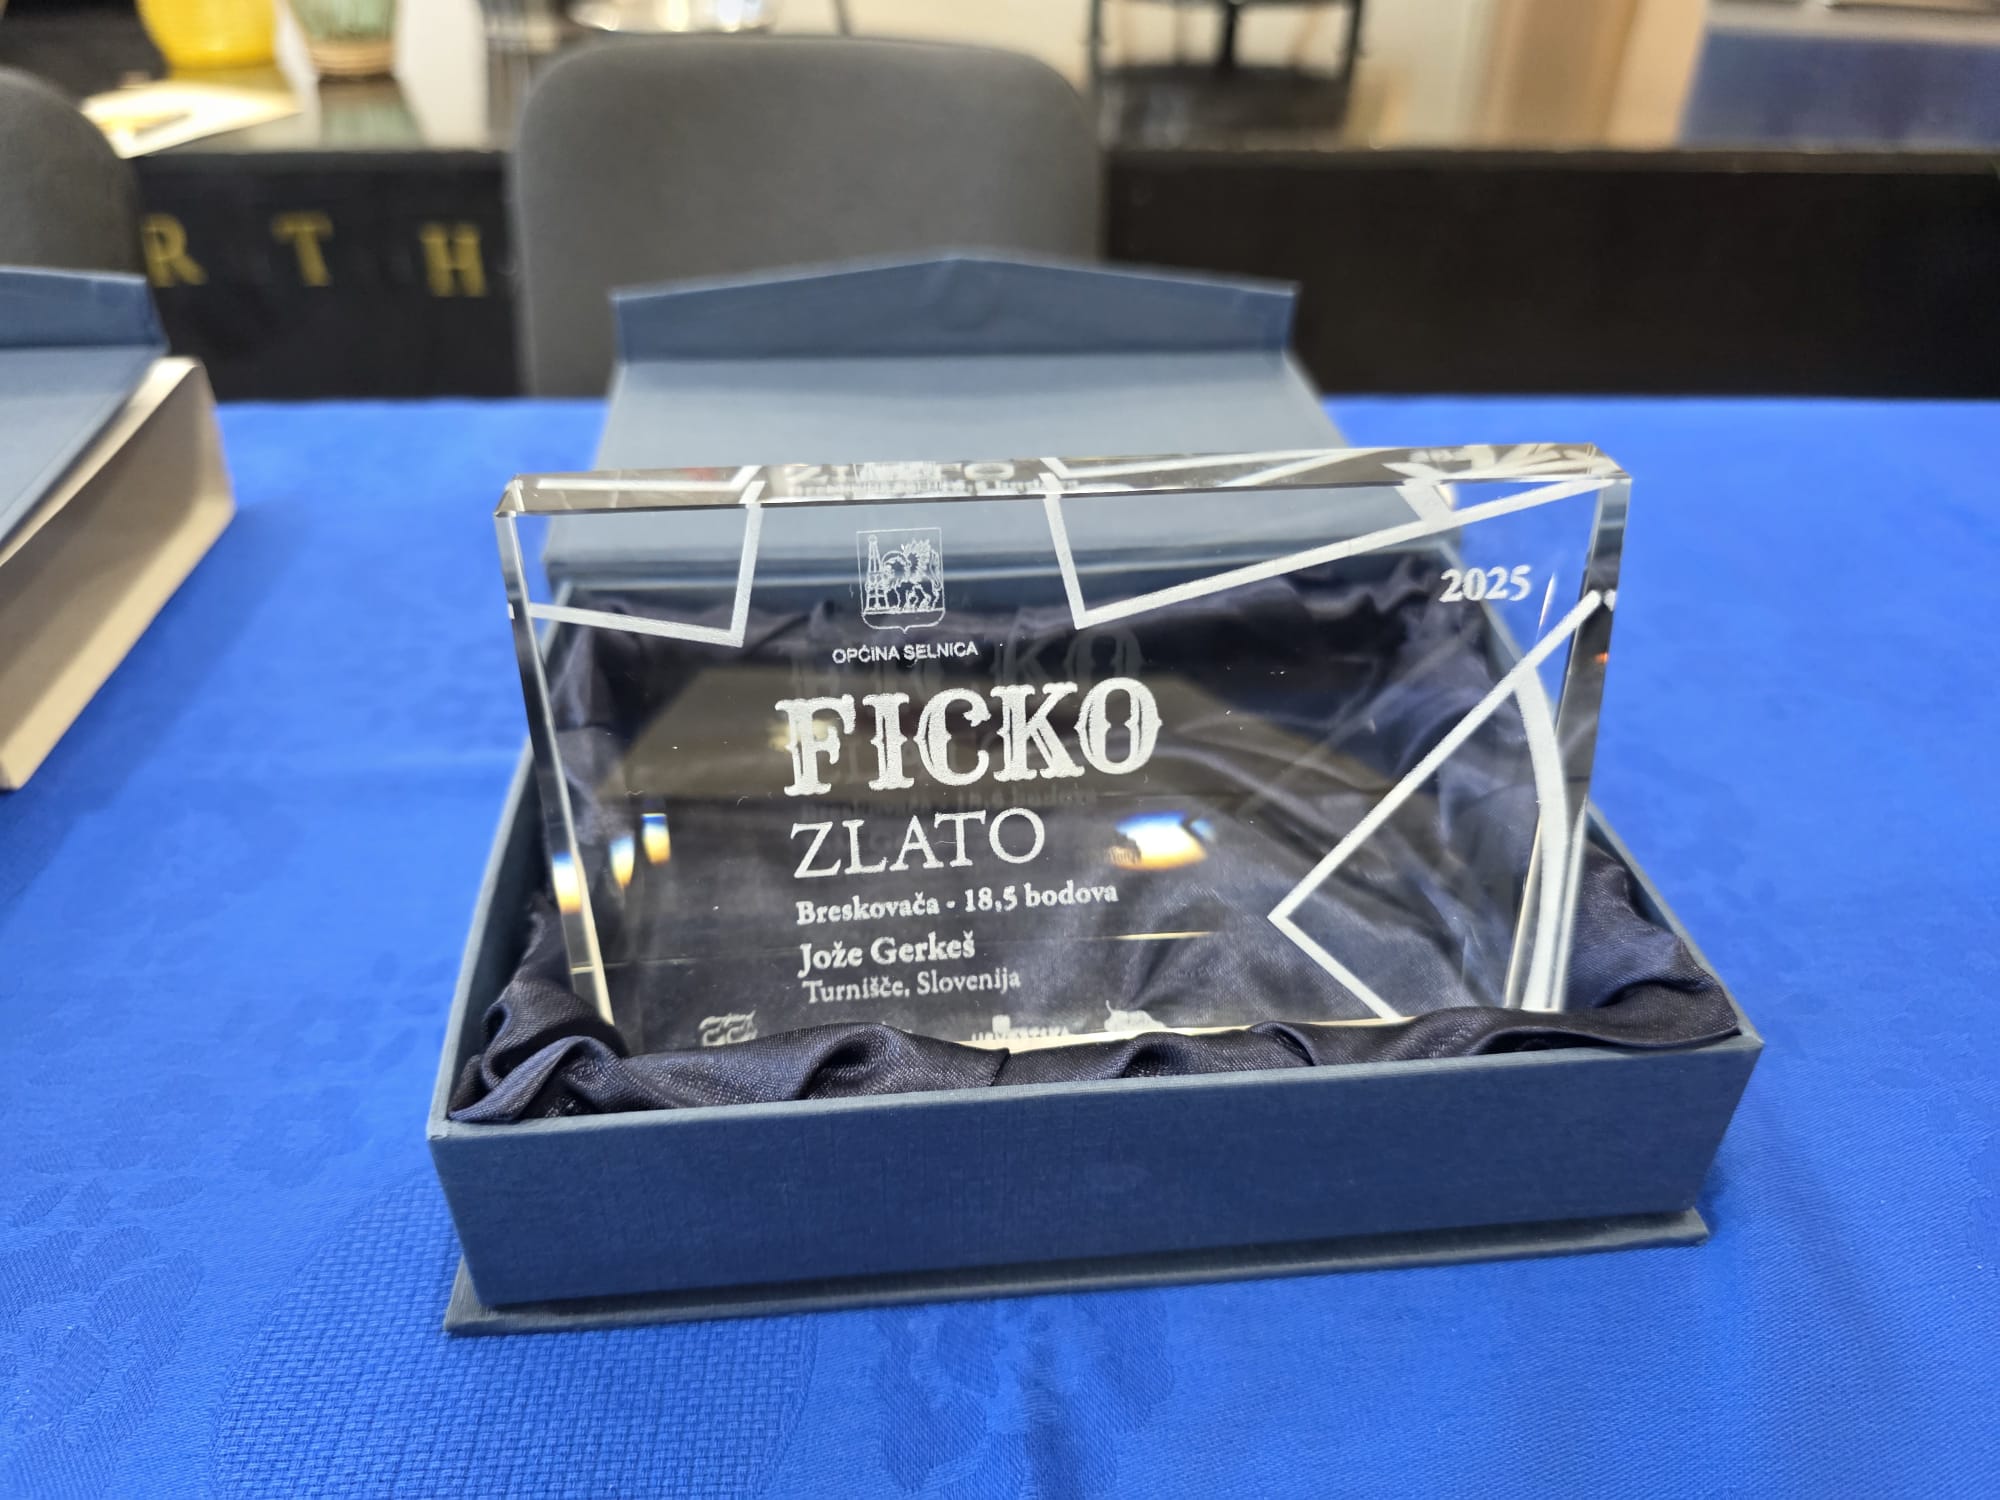 R T H
2025
OPĆINA SELNICA
FICKO
ZLATO
Breskovača - 18,5 bodova
Jože Gerkeš
Turnišče, Slovenija